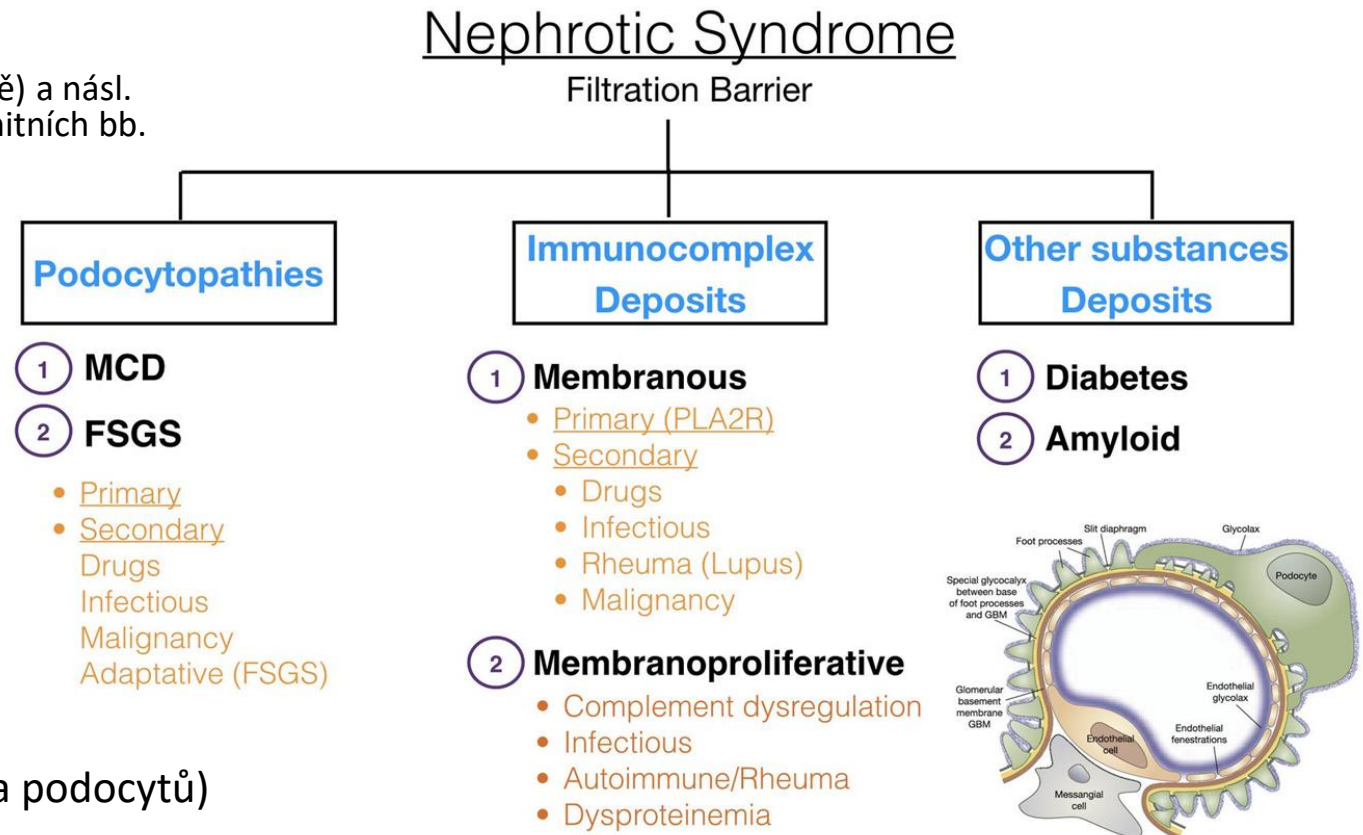 Nephrotic Syndrome
Filtration Barrier
ě) a násl.
nitních bb.
Podocytopathies
1 MCD
2 FSGS
• Primary
• Secondary
Drugs
Infectious
Malignancy
Adaptative (FSGS)
Immunocomplex
Deposits
1 Membranous
• Primary (PLA2R)
• Secondary
• Drugs
• Infectious
• Rheuma (Lupus)
• Malignancy
2 Membranoproliferative
• Complement dysregulation
• Infectious
• Autoimmune/Rheuma
• Dysproteinemia
Other substances
Deposits
1 Diabetes
2 Amyloid
Slit diaphragm
Glycolax
Foot processes
Podocyte
Special glycocalyx
between base
of foot processes
and GBM
Glomerular
basement
membrane
GBM
Endothelial
glycolax
Endothelial
fenestrations
Endothelial
cell
Messangial
cell
a podocytů)